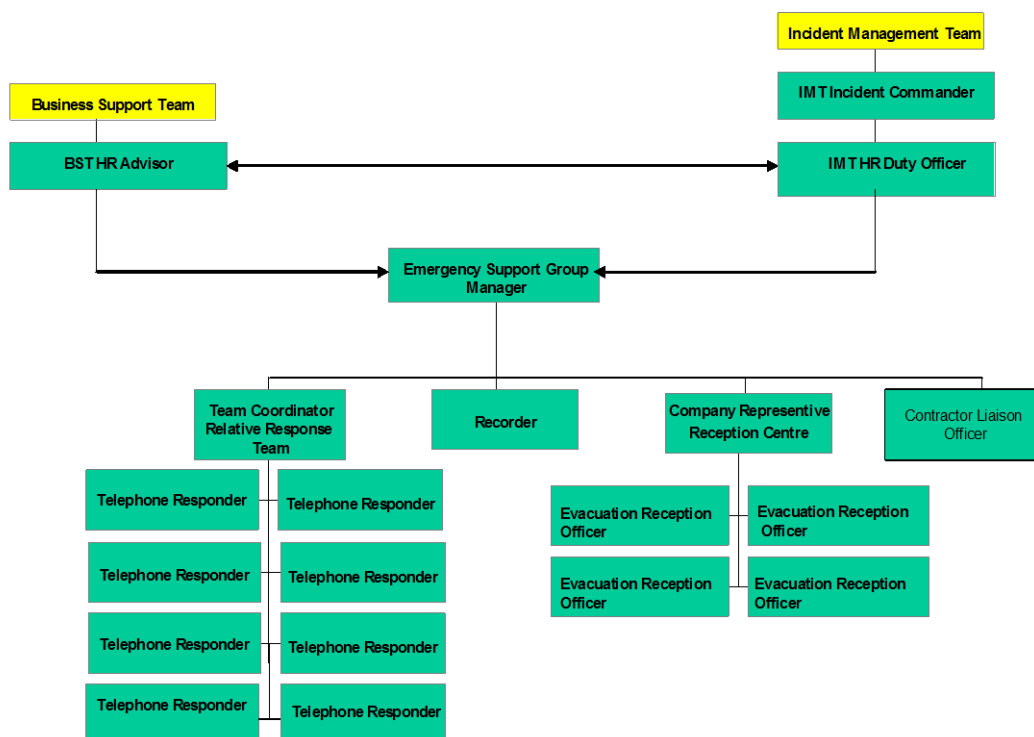 Incident Management Team
IMT Incident Commander
Business Support Team
BST HR Advisor
IMT HR Duty Officer
Emergency Support Group
Manager
Team Coordinator
Relative Response
Team
Recorder
Company Representive
Reception Centre
Contractor Liaison
Officer
Telephone Responder
Telephone Responder
Evacuation Reception
Officer
Evacuation Reception
Officer
Telephone Responder
Telephone Responder
Evacuation Reception
Officer
Evacuation Reception
Officer
Telephone Responder
Telephone Responder
Telephone Responder
Telephone Responder